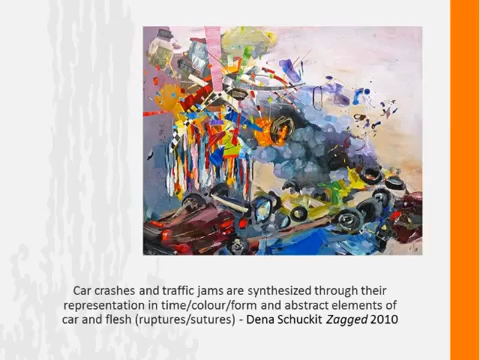 Car crashes and traffic jams are synthesized through their
representation in time/colour/form and abstract elements of
car and flesh (ruptures/sutures) - Dena Schuckit Zagged 2010